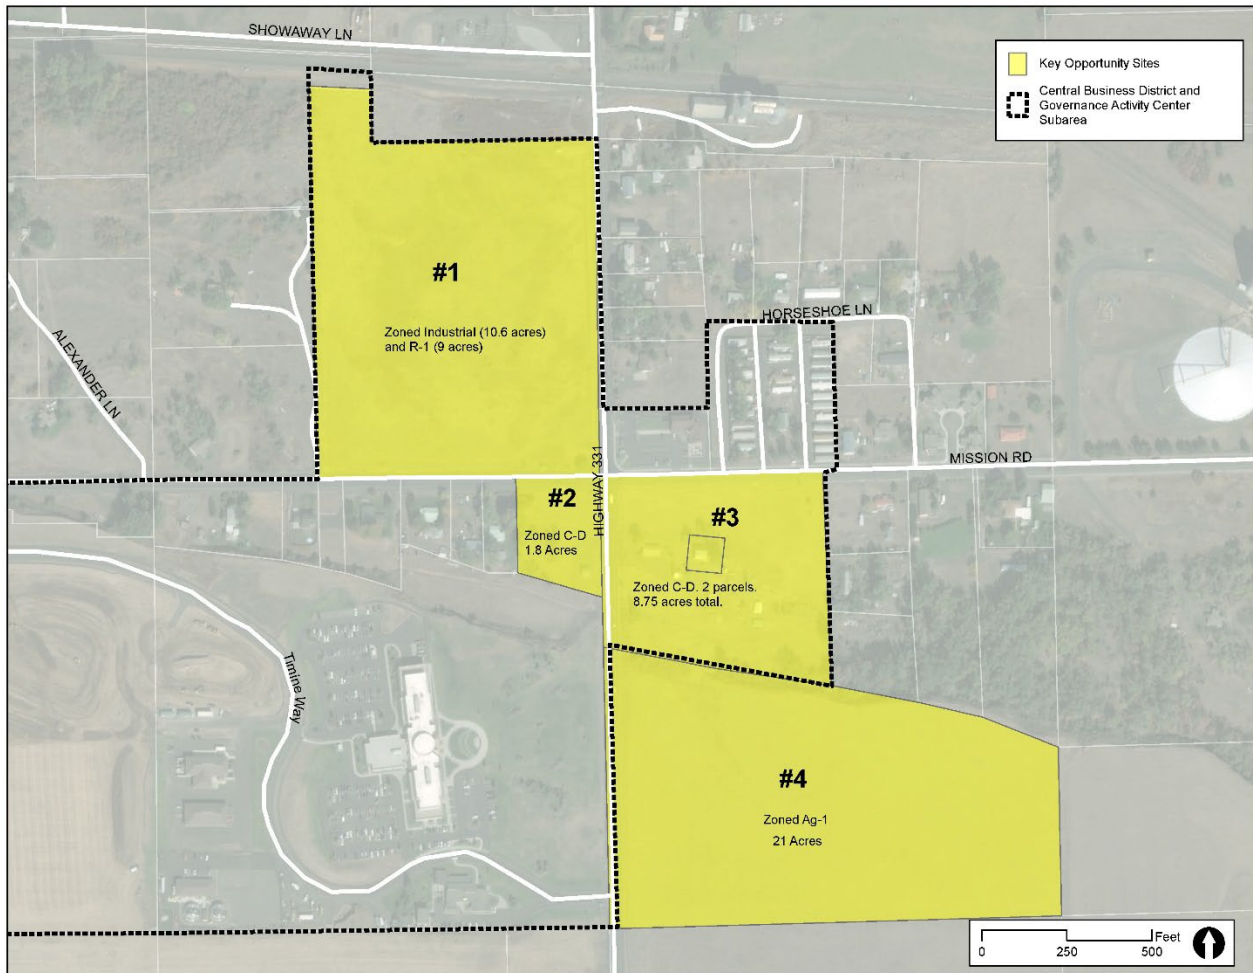 SHOWAWAY LN
Key Opportunity Sites
Central Business District and
Governance Activity Center
Subarea
#1
Zoned Industrial (10.6 acres)
and R-1 (9 acres)
HORSESHOE LN
ALEXANDER LN
MISSION RD
HIGHWAY 331
#2
Zoned C-D
1.8 Acres
#3
Zoned C-D. 2 parcels.
8.75 acres total.
Timine Way
#4
Zoned Ag-1
21 Acres
Feet
0 250 500